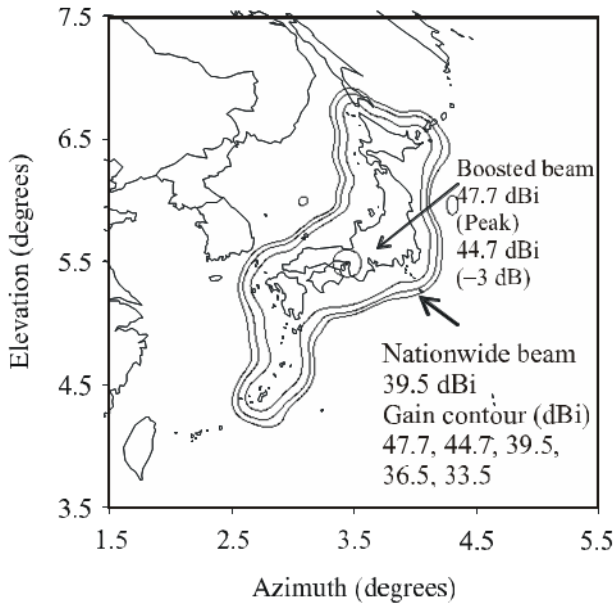 7.5
6.5
5.5
4.5
3.5
Elevation (degrees)
Boosted beam
47.7 dBi
(Peak)
44.7 dBi
(−3 dB)
Nationwide beam
39.5 dBi
Gain contour (dBi)
47.7, 44.7, 39.5,
36.5, 33.5
1.5 2.5 3.5 4.5 5.5
Azimuth (degrees)